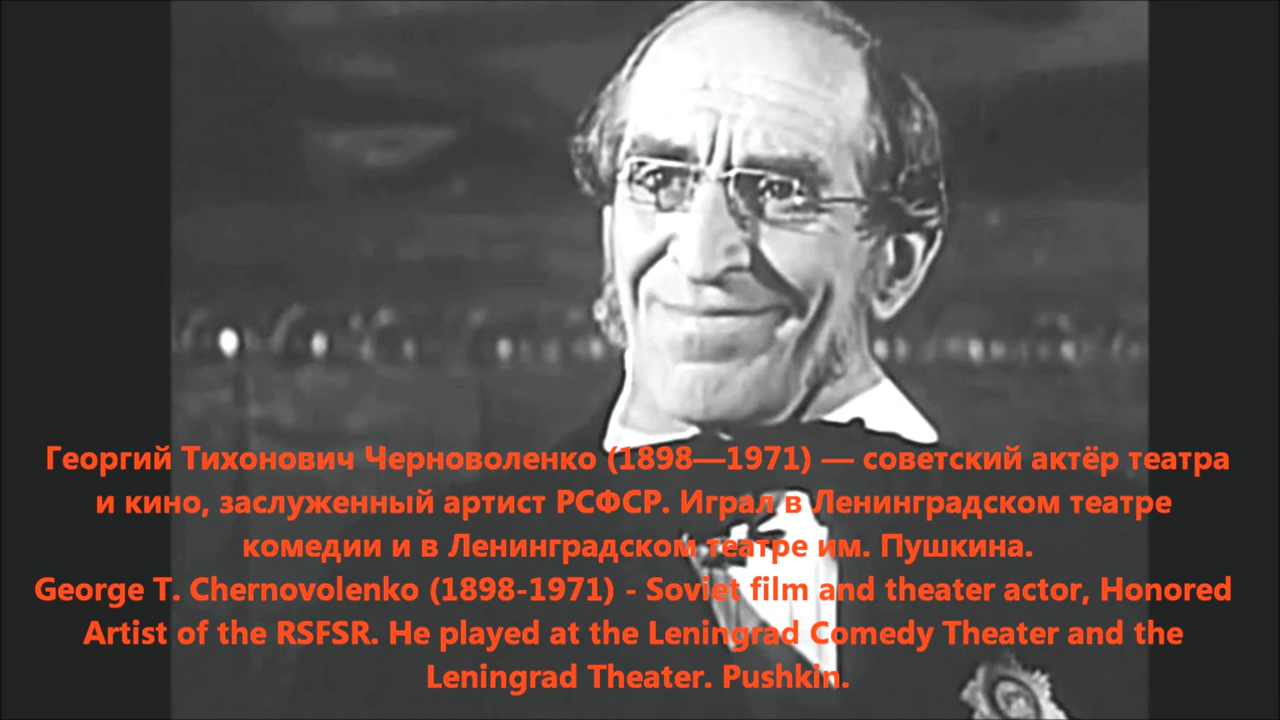 Георгий Тихонович Черноволенко (1898—1971) — советский актёр театра
и кино, заслуженный артист РСФСР. Играл в Ленинградском театре
комедии и в Ленинградском театре им. Пушкина.
George T. Chernovolenko (1898-1971) - Soviet film and theater actor, Honored
Artist of the RSFSR. He played at the Leningrad Comedy Theater and the
Leningrad Theater. Pushkin.